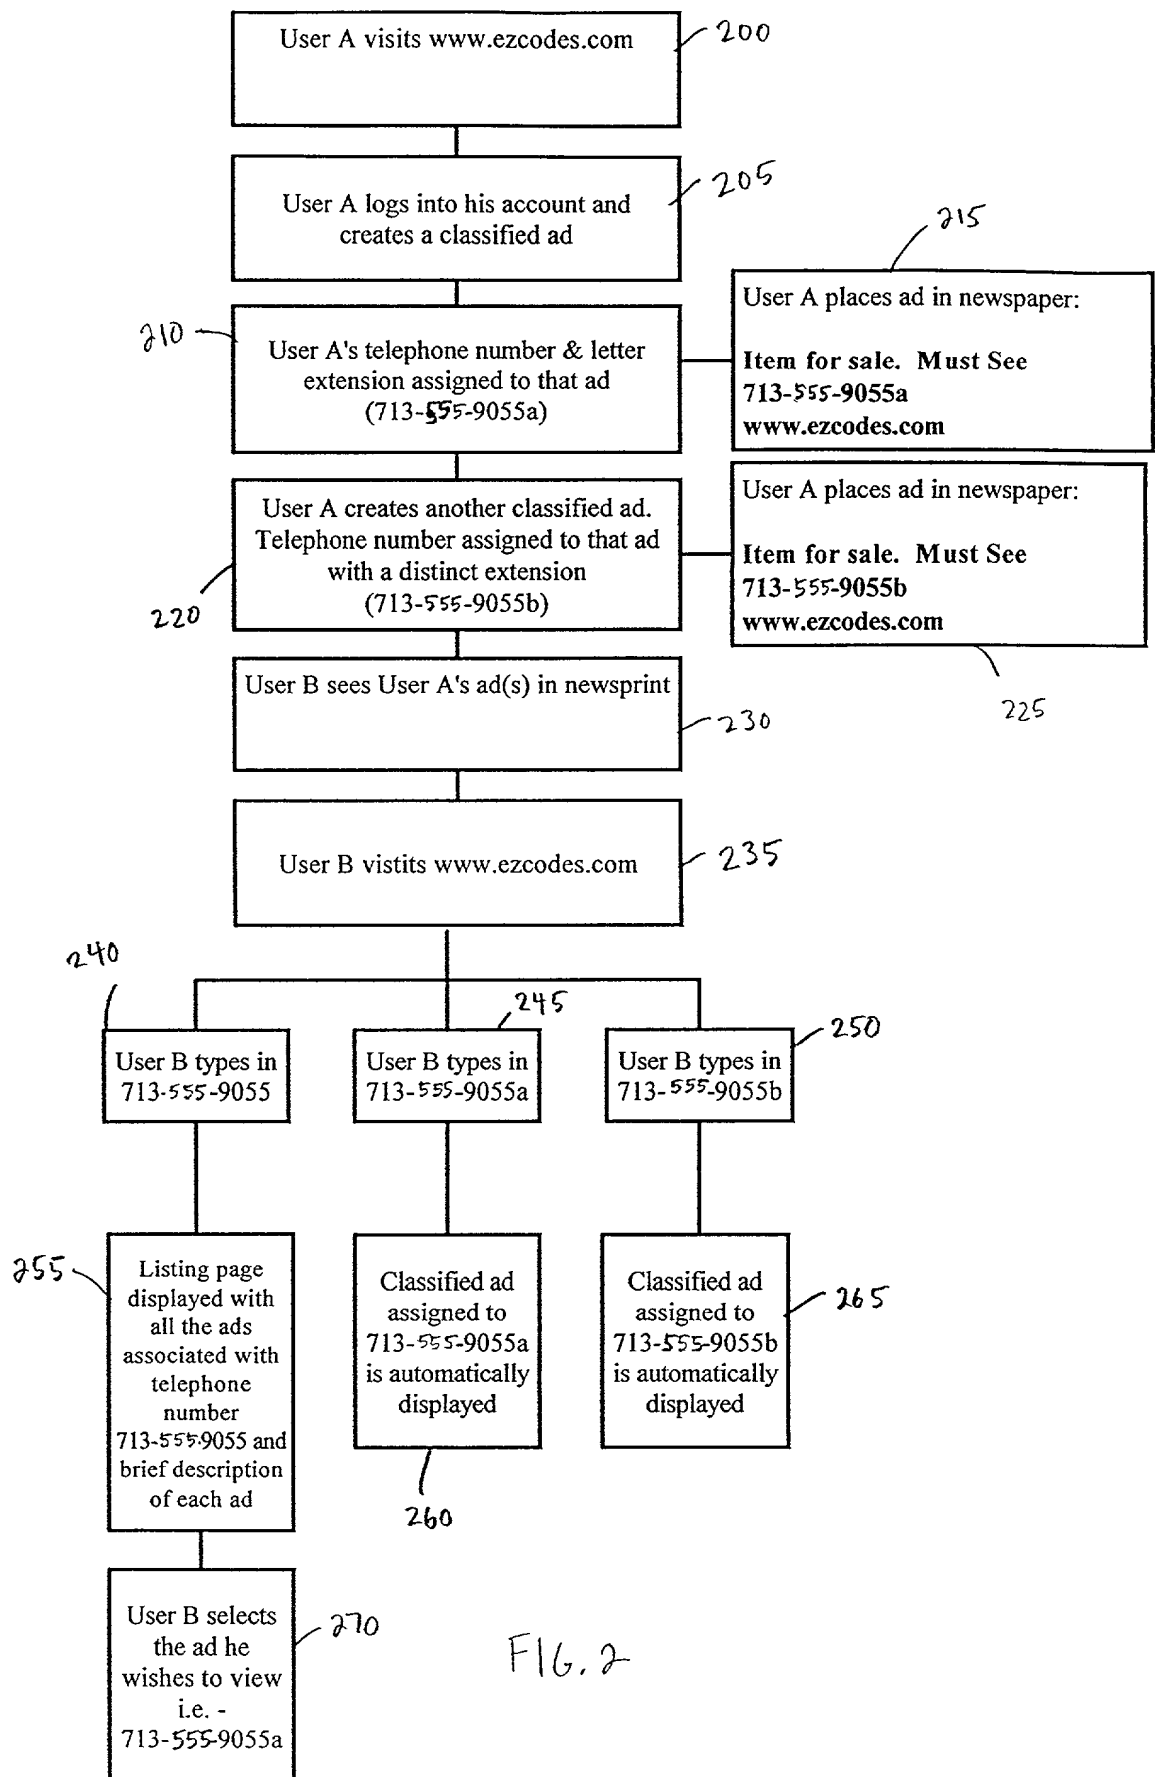 User A visits www.ezcodes.com
200
User A logs into his account and
creates a classified ad
205
215
User A places ad in newspaper:
Item for sale. Must See
713-555-9055a
www.ezcodes.com
210
User A's telephone number & letter
extension assigned to that ad
(713-555-9055a)
User A creates another classified ad.
Telephone number assigned to that ad
with a distinct extension
(713-555-9055b)
220
User A places ad in newspaper:
Item for sale. Must See
713-555-9055b
www.ezcodes.com
225
User B sees User A's ad(s) in newsprint
230
User B vistits www.ezcodes.com
235
240
User B types in
713-555-9055
245
User B types in
713-555-9055a
250
User B types in
713-555-9055b
255
Listing page
displayed with
all the ads
associated with
telephone
number
713-555-9055 and
brief description
of each ad
Classified ad
assigned to
713-555-9055a
is automatically
displayed
260
Classified ad
assigned to
713-555-9055b
is automatically
displayed
265
User B selects
the ad he
wishes to view
i.e. -
713-555-9055a
270
FIG. 2